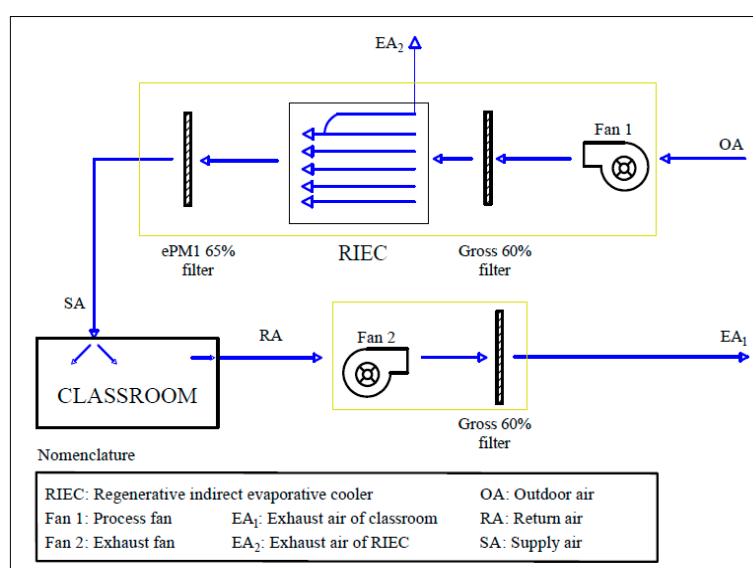 EA₂
Fan 1
OA
ePM1 65%
filter
RIEC
Gross 60%
filter
SA
RA
Fan 2
EA₁
CLASSROOM
Gross 60%
filter
Nomenclature
RIEC: Regenerative indirect evaporative cooler OA: Outdoor air
Fan 1: Process fan EA₁: Exhaust air of classroom RA: Return air
Fan 2: Exhaust fan EA₂: Exhaust air of RIEC SA: Supply air